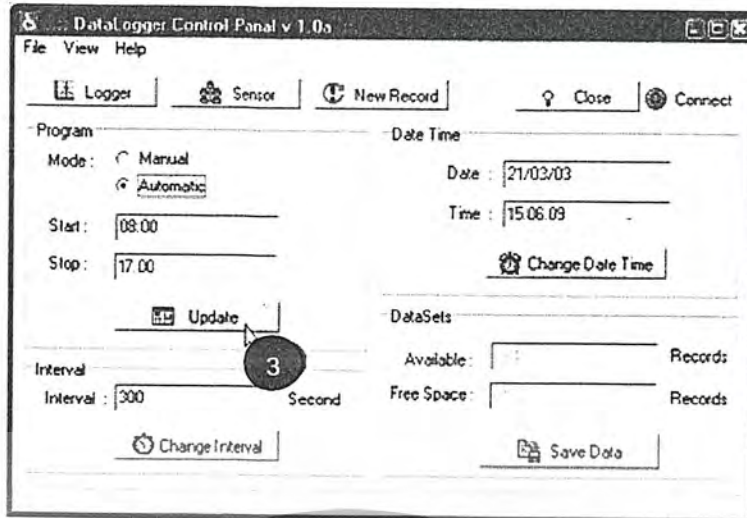 ... DataLogger Control Panal v 1.0a
File View Help
Logger Sensor New Record Close Connect
Program
Mode : Manual
Automatic
Start : 08:00
Stop : 17.00
Update
3
Interval
Interval : 300 Second
Change Interval
Date Time
Date : 21/03/03
Time : 15:06:09
Change Date Time
DataSets
Available : Records
Free Space : Records
Save Data